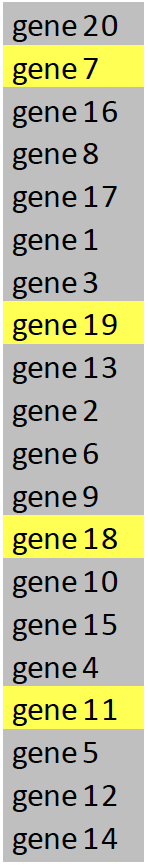 gene 20
gene 7
gene 16
gene 8
gene 17
gene 1
gene 3
gene 19
gene 13
gene 2
gene 6
gene 9
gene 18
gene 10
gene 15
gene 4
gene 11
gene 5
gene 12
gene 14